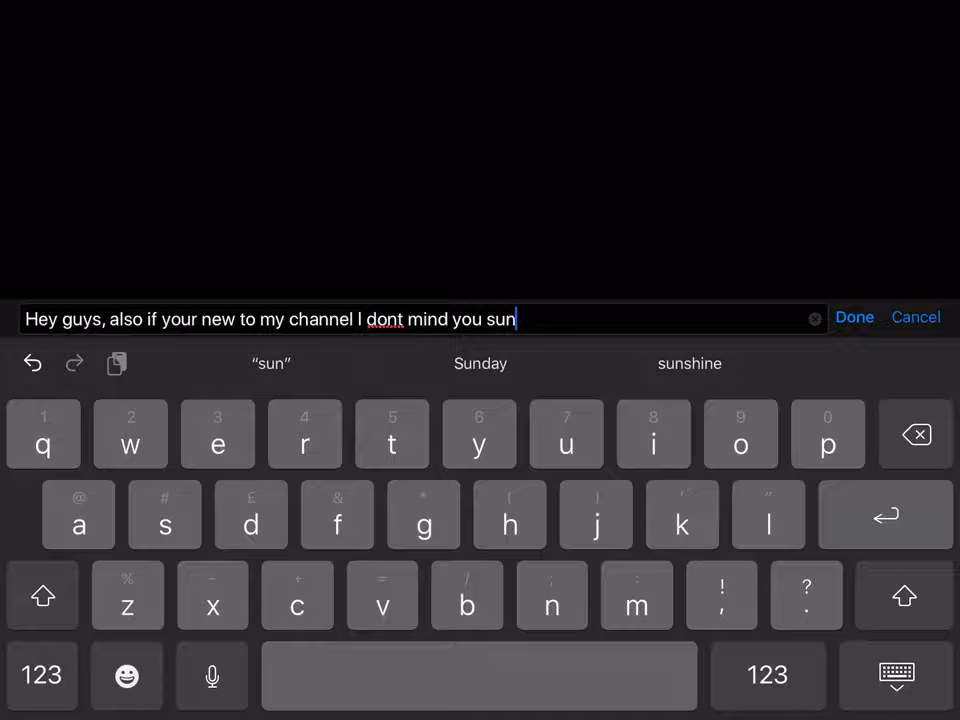 Hey guys, also if your new to my channel I dont mind you sun
Done
Cancel
“sun”
Sunday
sunshine
1 2 3 4 5 6 7 8 9 0
q w e r t y u i o p
@ # £ & * ( ) ' "
a s d f g h j k l
% - + = / ; : ! ?
z x c v b n m , .
123
123